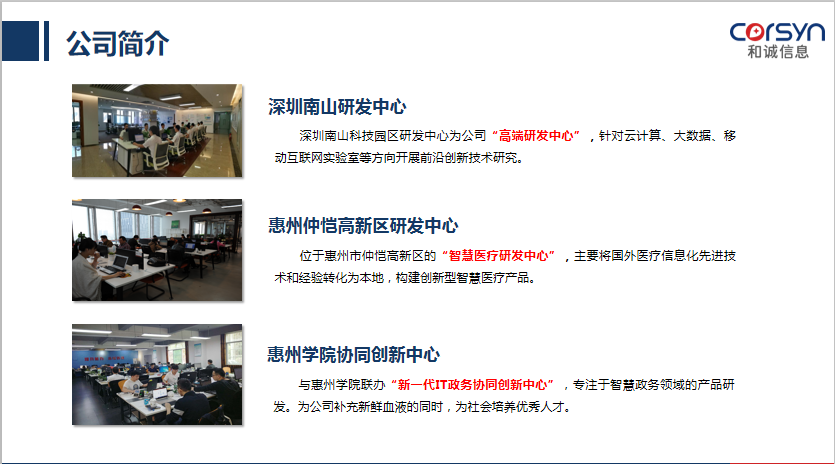 公司简介
Corsyn
和诚信息
深圳南山研发中心
深圳南山科技园区研发中心为公司“高端研发中心”，针对云计算、大数据、移
动互联网实验室等方向开展前沿创新技术研究。
惠州仲恺高新区研发中心
位于惠州市仲恺高新区的“智慧医疗研发中心”，主要将国外医疗信息化先进技
术和经验转化为本地，构建创新型智慧医疗产品。
惠州学院协同创新中心
与惠州学院联办“新一代IT政务协同创新中心”，专注于智慧政务领域的产品研
发。为公司补充新鲜血液的同时，为社会培养优秀人才。